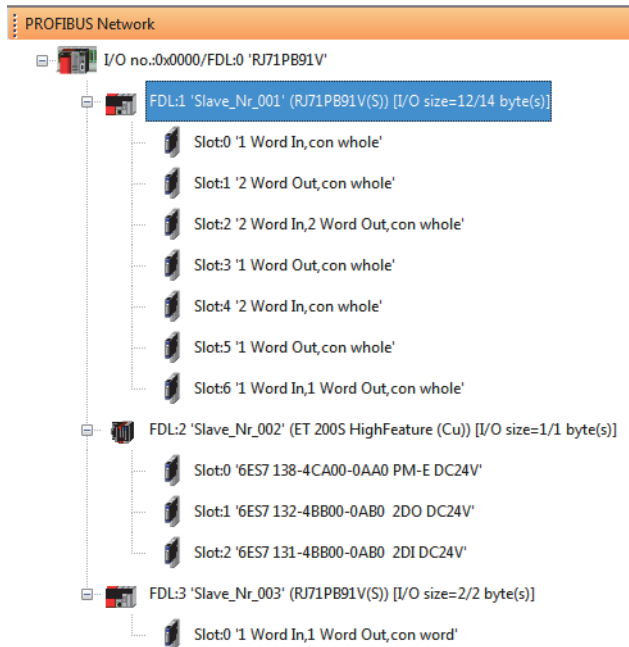 PROFIBUS Network
I/O no.:0x0000/FDL:0 'RJ71PB91V'
FDL:1 'Slave_Nr_001' (RJ71PB91V(S)) [I/O size=12/14 byte(s)]
Slot:0 '1 Word In,con whole'
Slot:1 '2 Word Out,con whole'
Slot:2 '2 Word In,2 Word Out,con whole'
Slot:3 '1 Word Out,con whole'
Slot:4 '2 Word In,con whole'
Slot:5 '1 Word Out,con whole'
Slot:6 '1 Word In,1 Word Out,con whole'
FDL:2 'Slave_Nr_002' (ET 200S HighFeature (Cu)) [I/O size=1/1 byte(s)]
Slot:0 '6ES7 138-4CA00-0AA0 PM-E DC24V'
Slot:1 '6ES7 132-4BB00-0AB0  2DO DC24V'
Slot:2 '6ES7 131-4BB00-0AB0  2DI DC24V'
FDL:3 'Slave_Nr_003' (RJ71PB91V(S)) [I/O size=2/2 byte(s)]
Slot:0 '1 Word In,1 Word Out,con word'